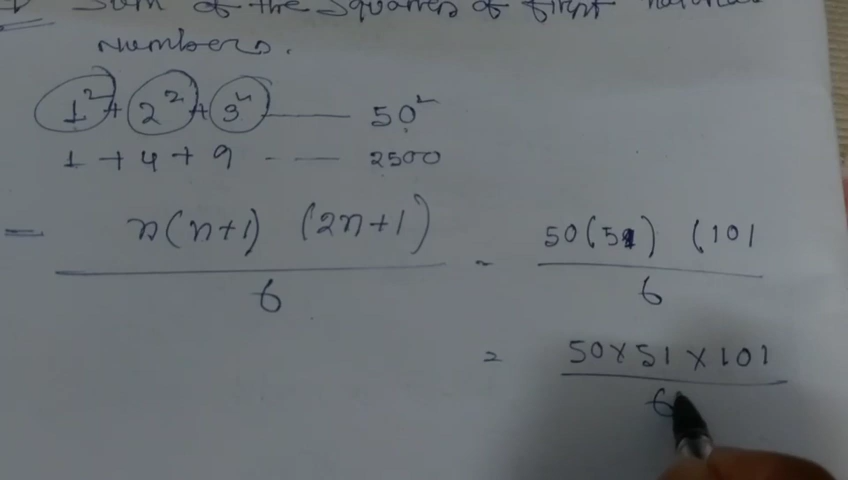 Sum of the squares of first natural
Numbers.
1² + 2² + 3² —— 50²
1 + 4 + 9 - —— 2500
= n(n+1) (2n+1) / 6 - 50(51) (101 / 6
= 50×51×101 / 6